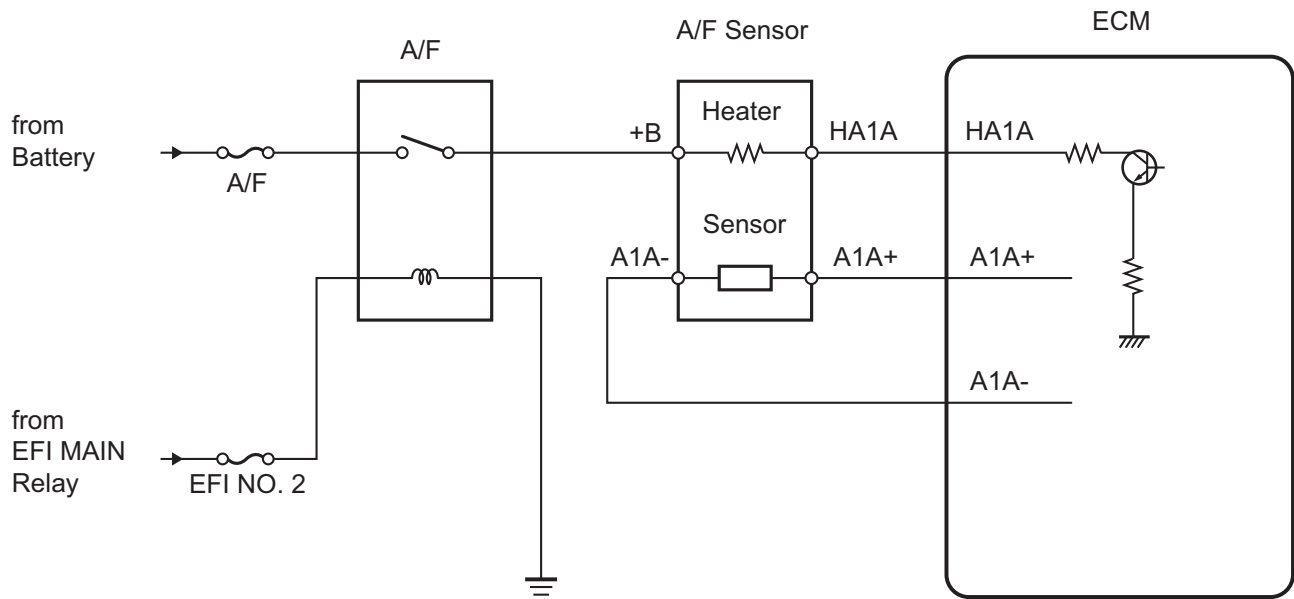 ECM
A/F Sensor
A/F
from
Battery
A/F
+B
Heater
HA1A
HA1A
Sensor
A1A-
A1A+
A1A+
A1A-
from
EFI MAIN
Relay
EFI NO. 2